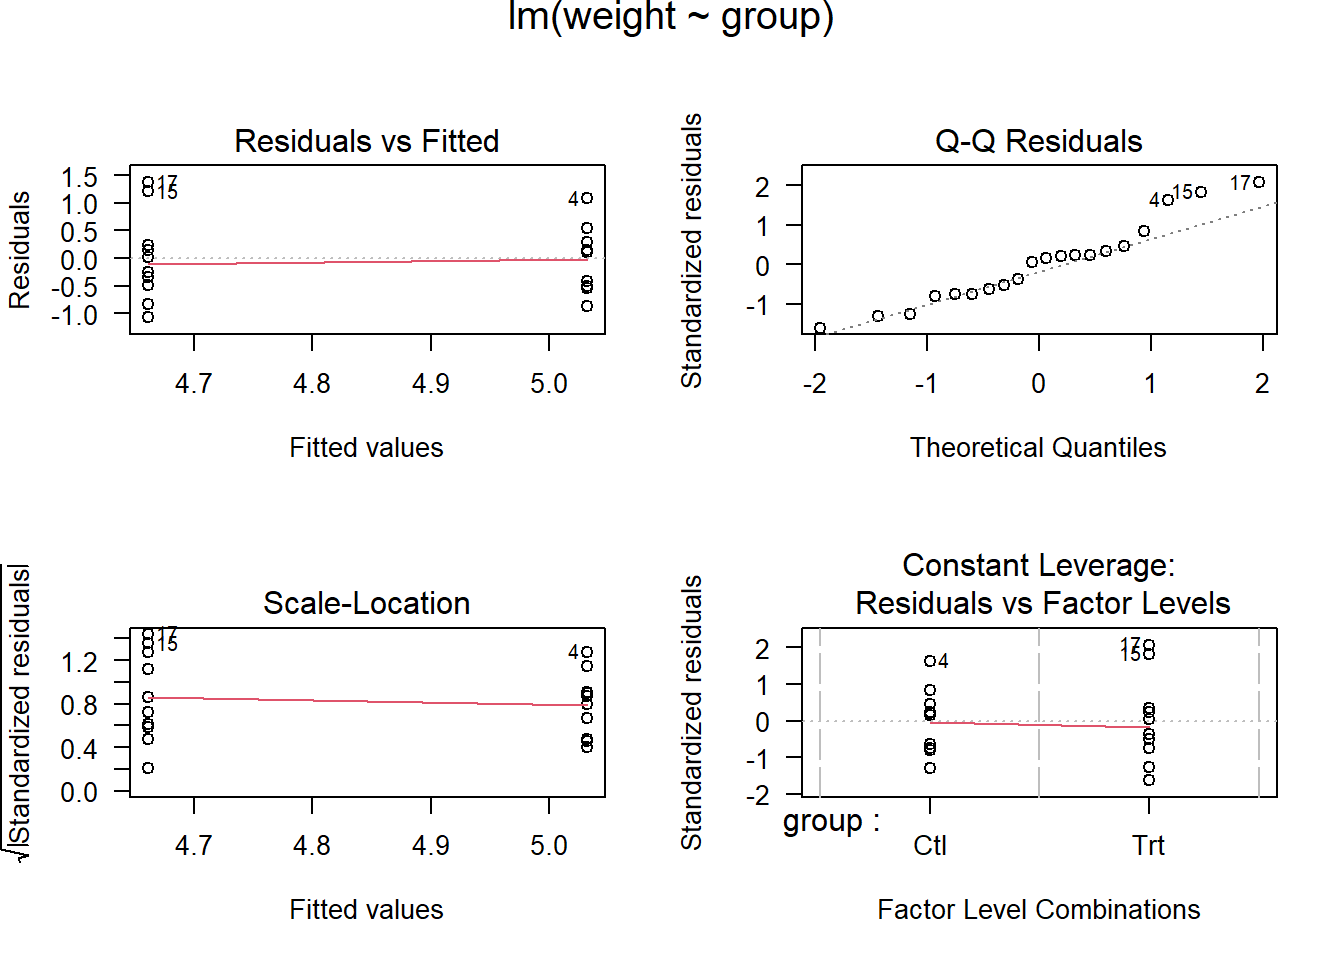 lm(weight ~ group)
Residuals vs Fitted
Residuals
1.5
1.0
0.5
0.0
-0.5
-1.0
17
15
4
4.7 4.8 4.9 5.0
Fitted values
Q-Q Residuals
Standardized residuals
2
1
0
-1
4 15 17
-2 -1 0 1 2
Theoretical Quantiles
Scale-Location
√|Standardized residuals|
1.2
0.8
0.4
0.0
17
15
4
4.7 4.8 4.9 5.0
Fitted values
Constant Leverage:
Residuals vs Factor Levels
Standardized residuals
2
1
0
-1
-2
4
17
15
group :
Ctl Trt
Factor Level Combinations